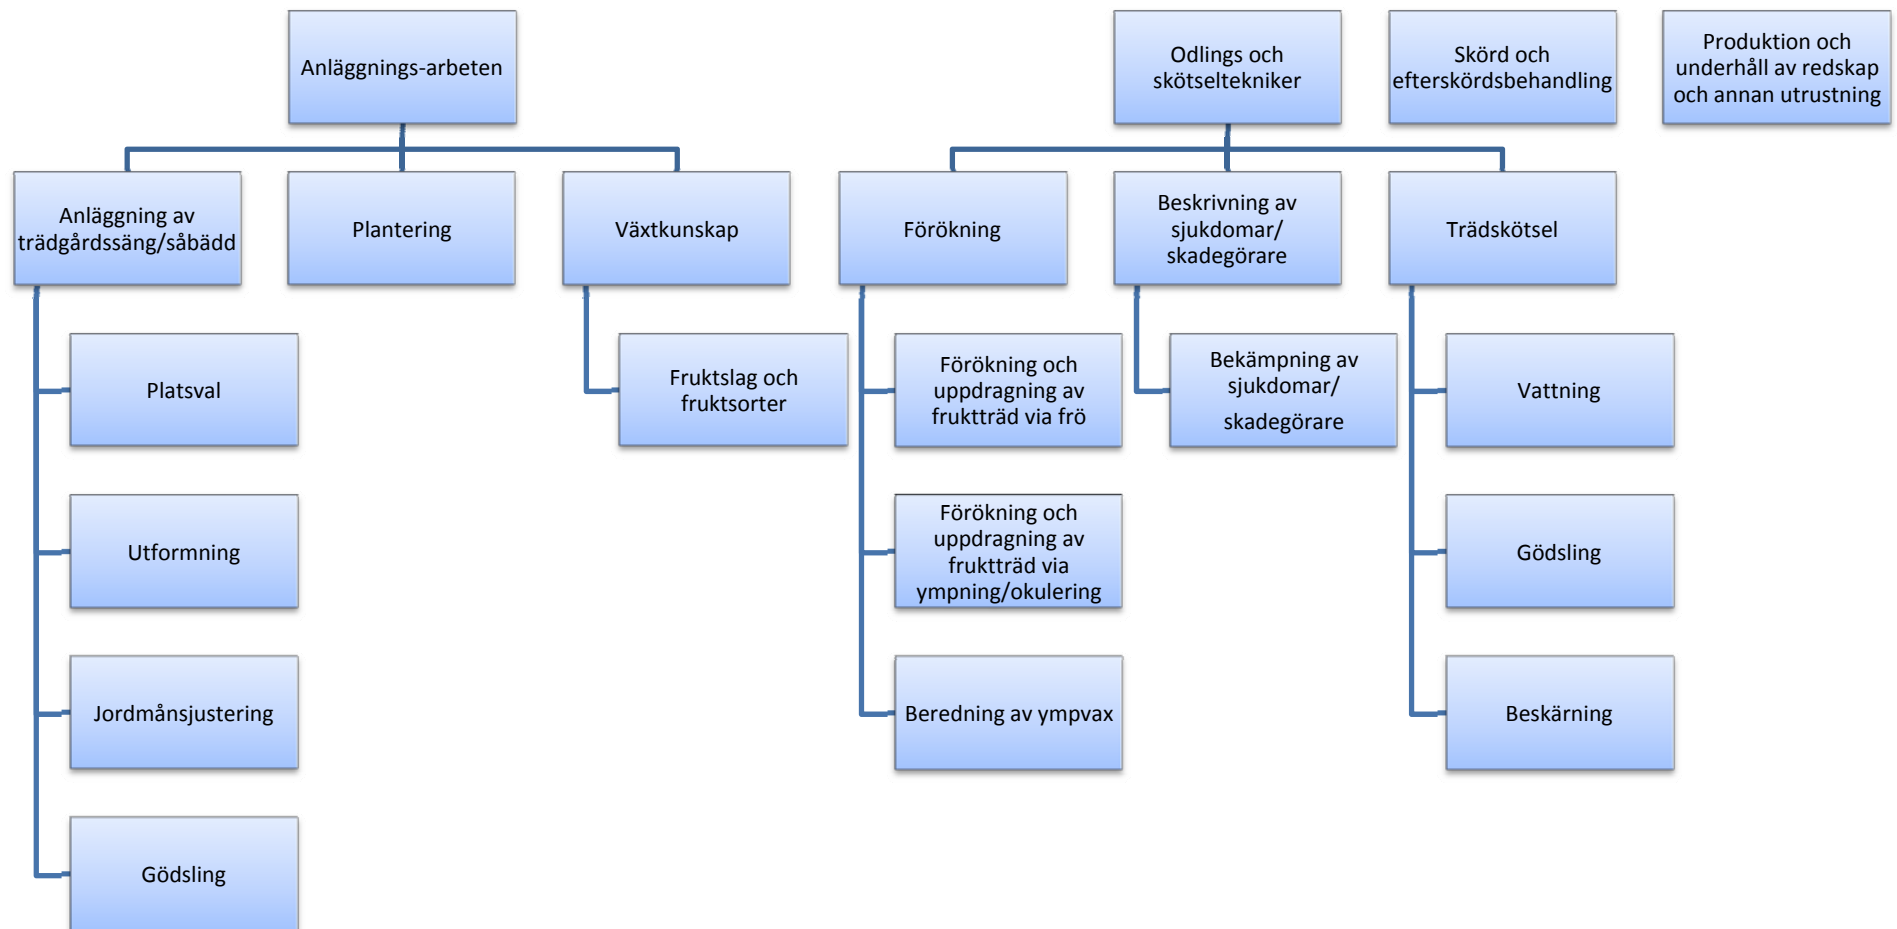 Anläggnings-arbeten
Odlings och
skötseltekniker
Skörd och
efterskördsbehandling
Produktion och
underhåll av redskap
och annan utrustning
Anläggning av
trädgårdssäng/såbädd
Plantering
Växtkunskap
Förökning
Beskrivning av
sjukdomar/
skadegörare
Trädskötsel
Platsval
Fruktslag och
fruktsorter
Förökning och
uppdragning av
fruktträd via frö
Bekämpning av
sjukdomar/
skadegörare
Vattning
Utformning
Förökning och
uppdragning av
fruktträd via
ympning/okulering
Gödsling
Jordmånsjustering
Beredning av ympvax
Beskärning
Gödsling